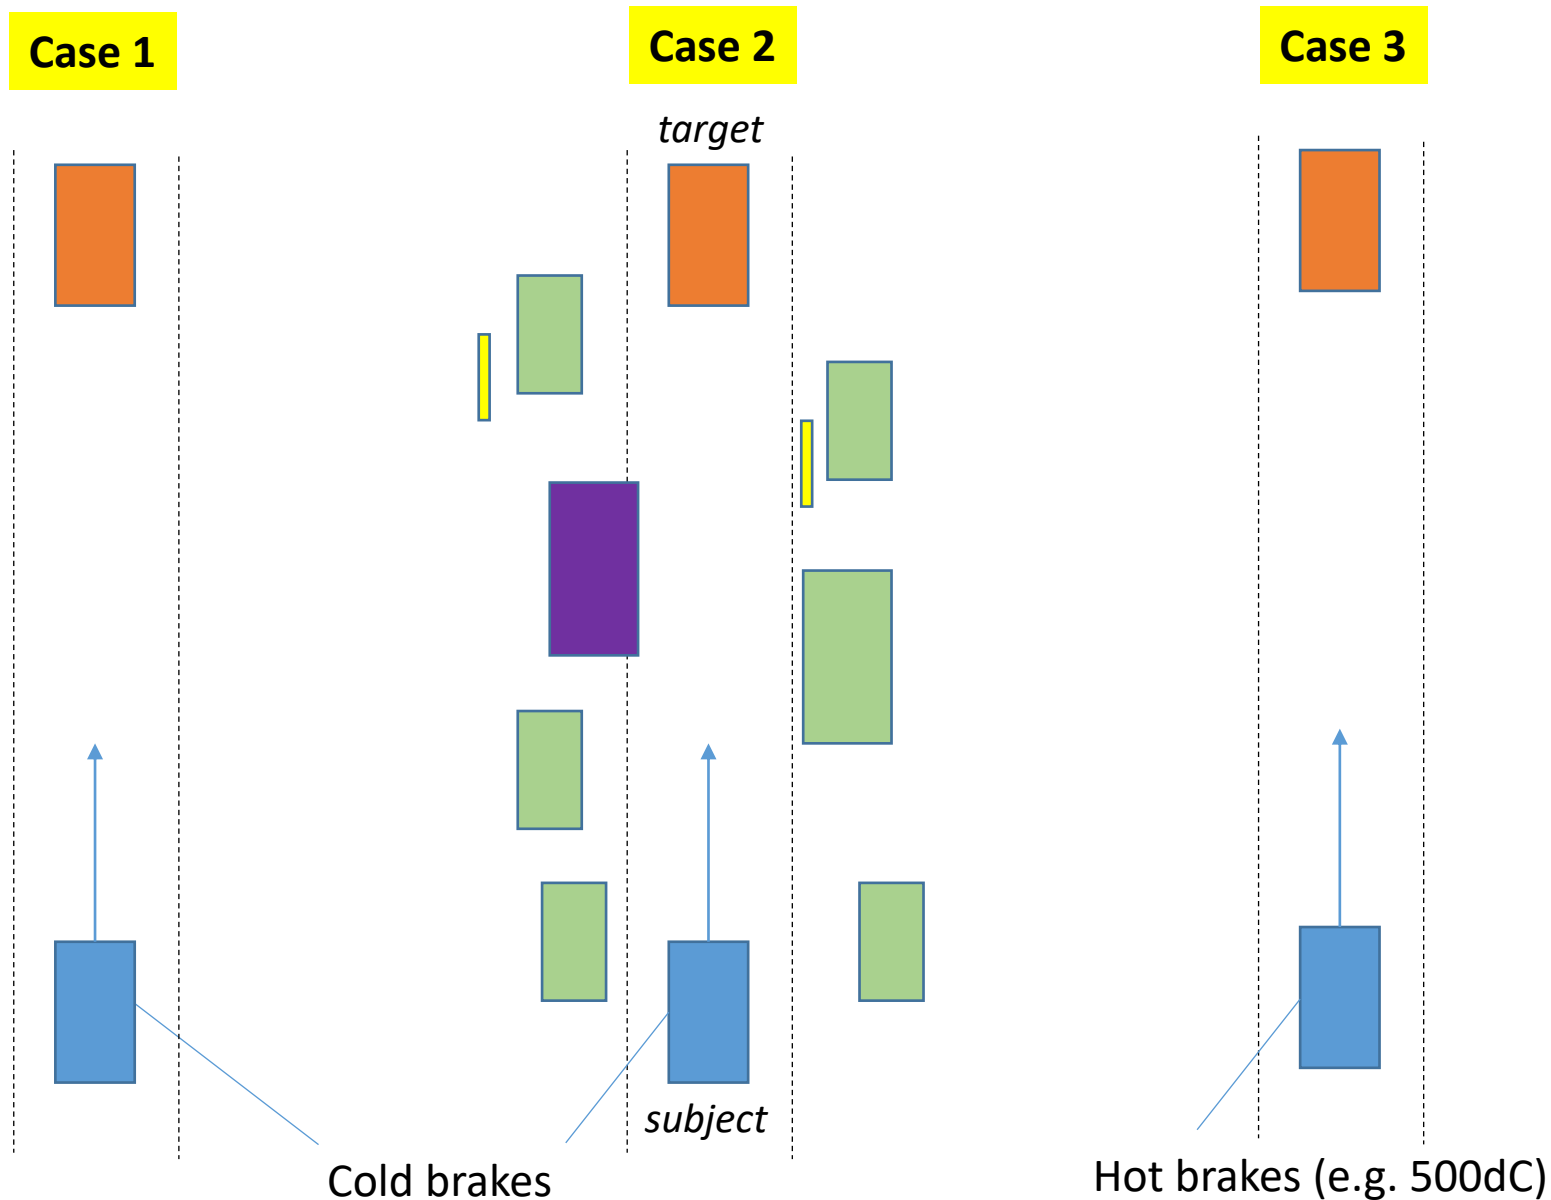 Case 1
Case 2
Case 3
target
subject
Cold brakes
Hot brakes (e.g. 500dC)